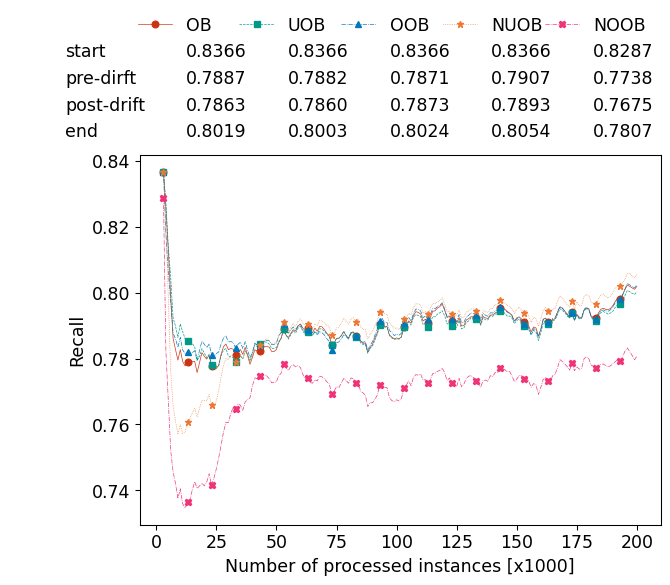 OB UOB OOB NUOB NOOB
start 0.8366 0.8366 0.8366 0.8366 0.8287
pre-dirft 0.7887 0.7882 0.7871 0.7907 0.7738
post-drift 0.7863 0.7860 0.7873 0.7893 0.7675
end 0.8019 0.8003 0.8024 0.8054 0.7807
0.84
0.82
0.80
0.78
0.76
0.74
Recall
0 25 50 75 100 125 150 175 200
Number of processed instances [x1000]